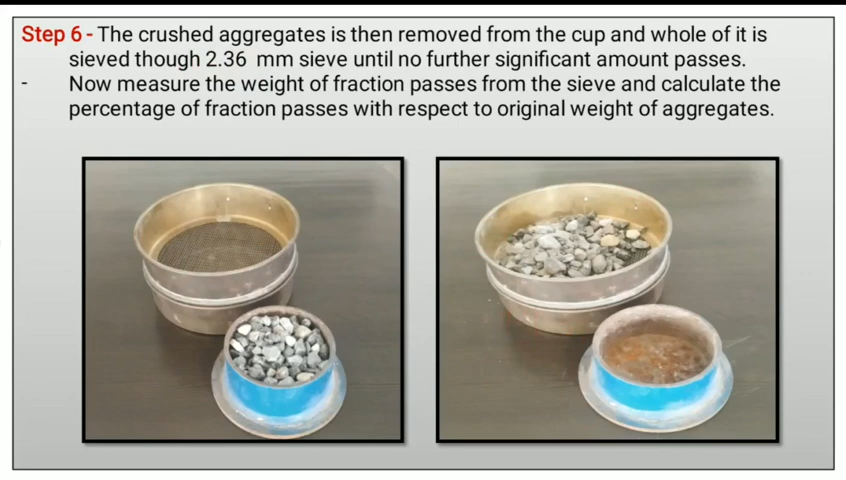 Step 6 - The crushed aggregates is then removed from the cup and whole of it is
sieved though 2.36 mm sieve until no further significant amount passes.
- Now measure the weight of fraction passes from the sieve and calculate the
percentage of fraction passes with respect to original weight of aggregates.